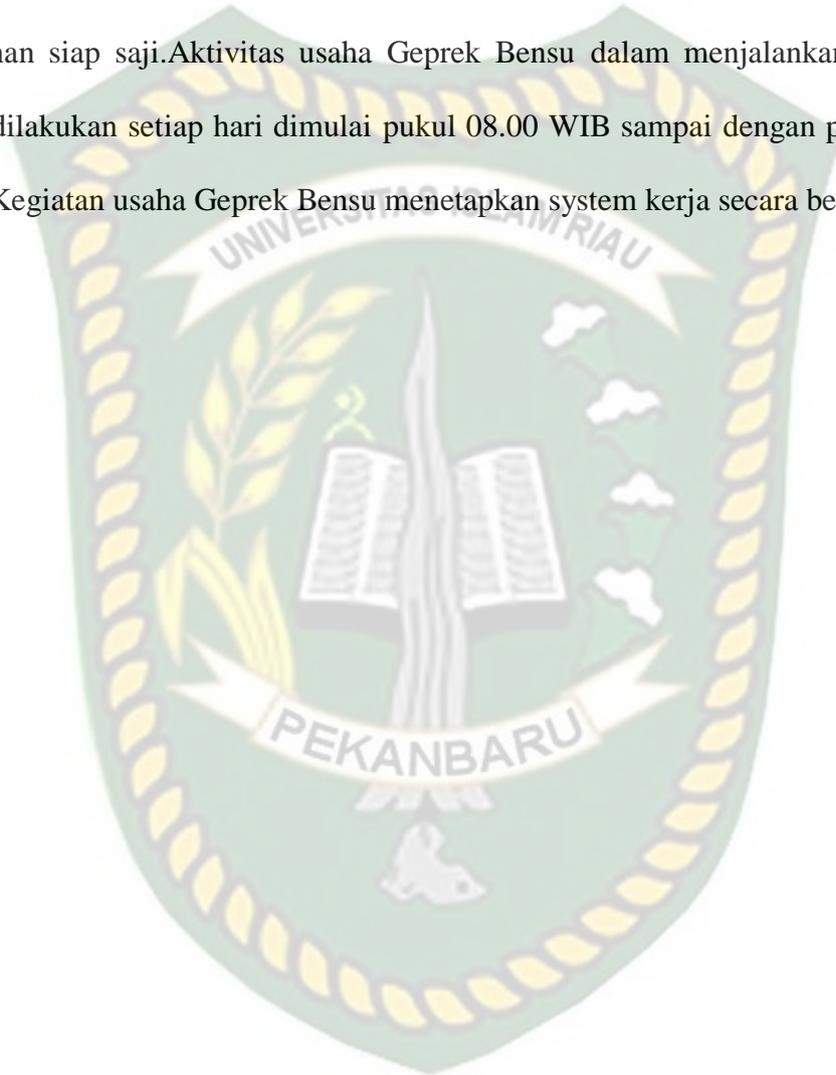 nan siap saji.Aktivitas usaha Geprek Bensu dalam menjalankan
dilakukan setiap hari dimulai pukul 08.00 WIB sampai dengan p
Kegiatan usaha Geprek Bensu menetapkan system kerja secara be
UNIVERSITAS ISLAM RIAU
PEKANBARU